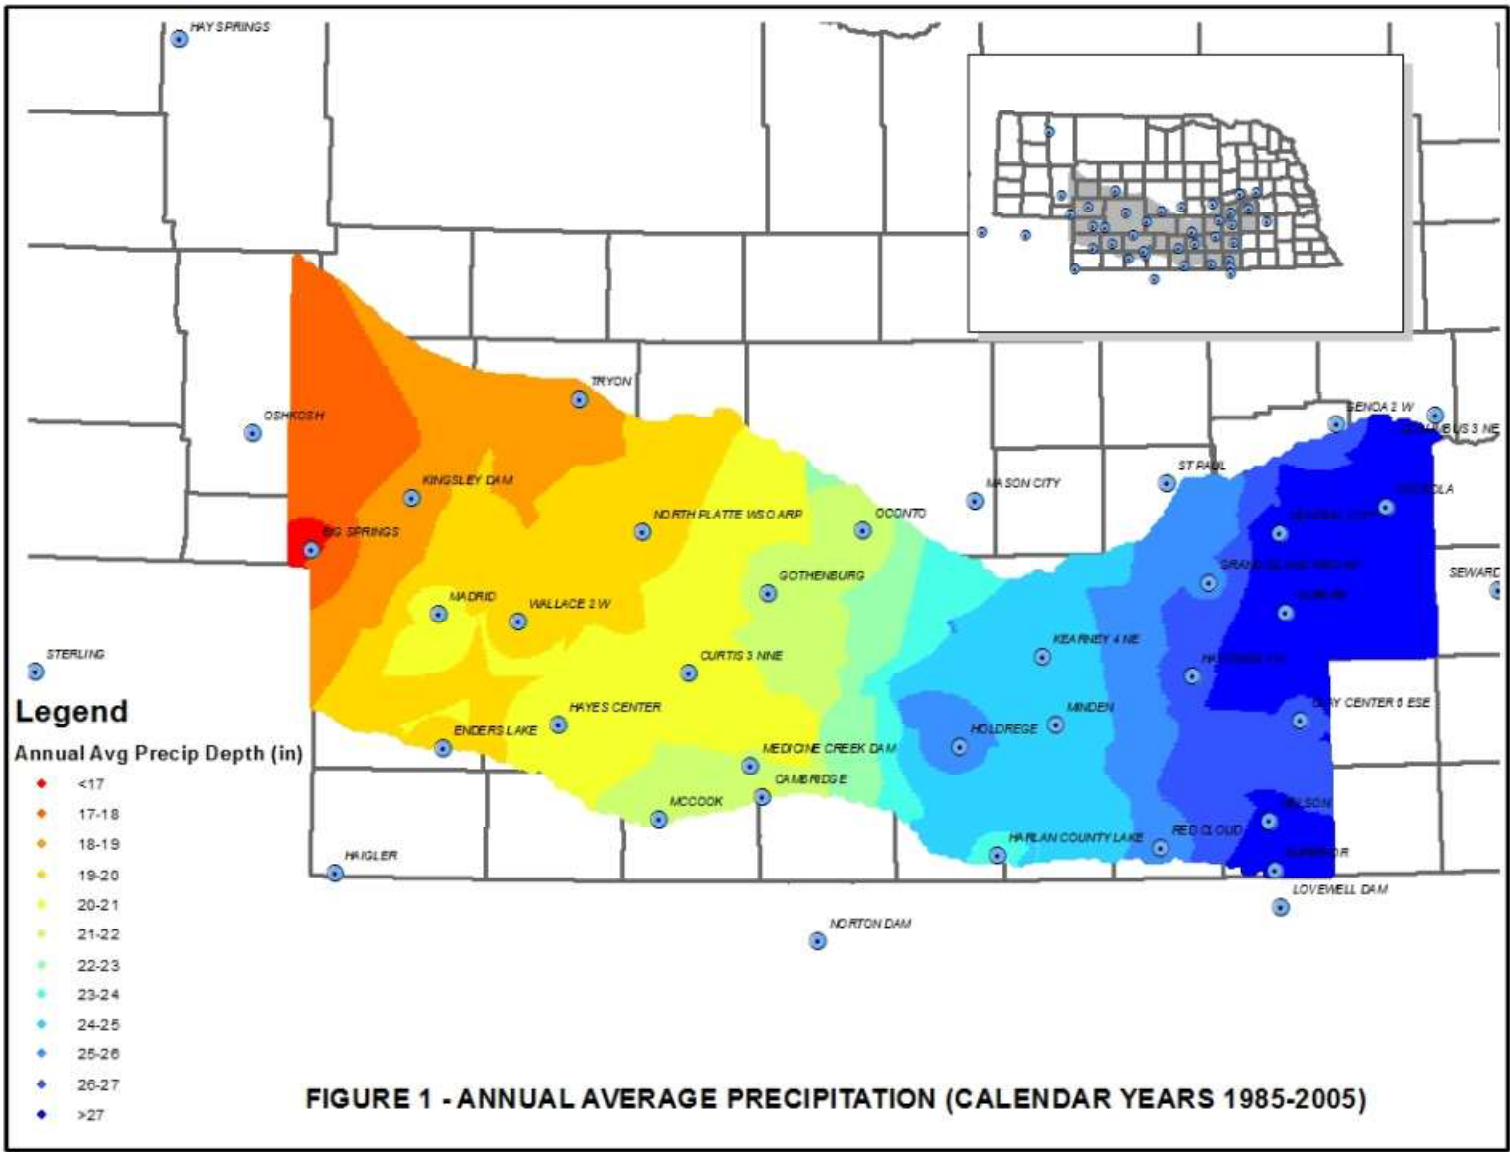 HAY SPRINGS
TRYON
OSHKOSH
GENOA 2 W
KINGSLEY DAM
MASON CITY
ST PAUL
NORTH PLATTE WSO ARP
OCONTO
BIG SPRINGS
SEWARD
GOTHENBURG
MADRID
WALLACE 2 W
KEARNEY 4 NE
STERLING
CURTIS 3 NNE
HAYES CENTER
MINDEN
CLAY CENTER 6 ESE
ENDERS LAKE
HOLDREGE
MEDICINE CREEK DAM
CAMBRIDGE
MCCOOK
HARLAN COUNTY LAKE
RED CLOUD
HAIGLER
LOVEWELL DAM
NORTON DAM
Legend
Annual Avg Precip Depth (in)
<17
17-18
18-19
19-20
20-21
21-22
22-23
23-24
24-25
25-26
26-27
>27
FIGURE 1 - ANNUAL AVERAGE PRECIPITATION (CALENDAR YEARS 1985-2005)